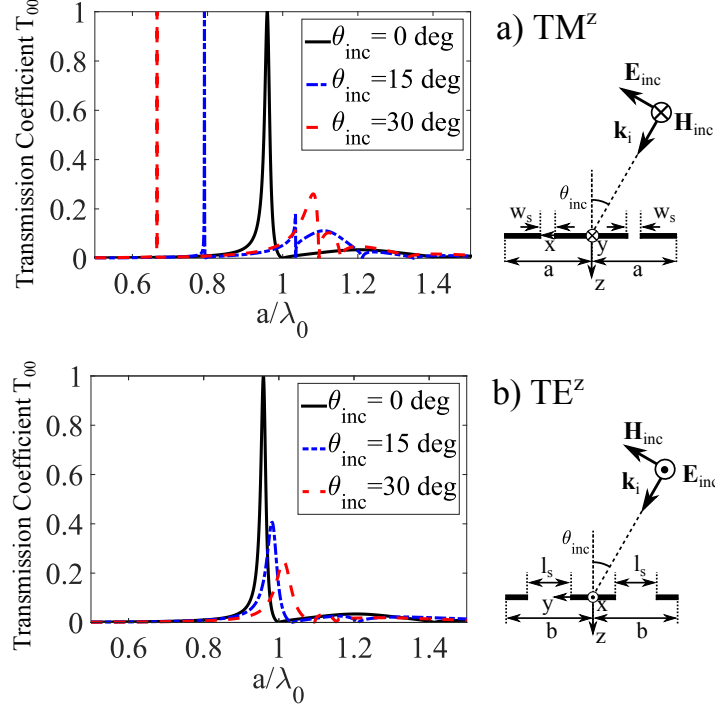 a) TMᶻ
Transmission Coefficient T₀₀
1
0.8
0.6
0.4
0.2
0
0.6 0.8 1 1.2 1.4
a/λ₀
θinc= 0 deg
θinc=15 deg
θinc=30 deg
Einc
Hinc
ki
θinc
ws ws
x y
a a
z
b) TEᶻ
Transmission Coefficient T₀₀
1
0.8
0.6
0.4
0.2
0
0.6 0.8 1 1.2 1.4
a/λ₀
θinc= 0 deg
θinc=15 deg
θinc=30 deg
Hinc
Einc
ki
θinc
ls ls
y x
b b
z